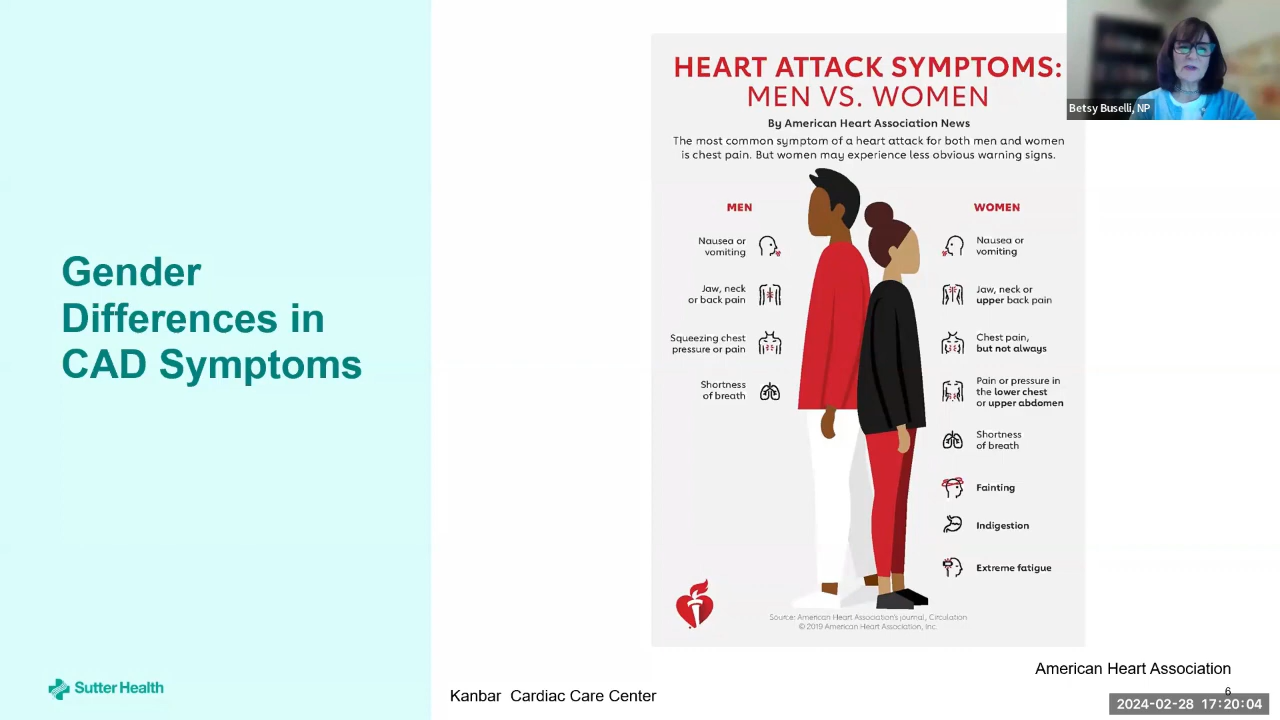 Gender
Differences in
CAD Symptoms
Sutter Health
HEART ATTACK SYMPTOMS:
MEN VS. WOMEN
By American Heart Association News
The most common symptom of a heart attack for both men and women
is chest pain. But women may experience less obvious warning signs.
MEN
Nausea or
vomiting
Jaw, neck
or back pain
Squeezing chest
pressure or pain
Shortness
of breath
WOMEN
Nausea or
vomiting
Jaw, neck or
upper back pain
Chest pain,
but not always
Pain or pressure in
the lower chest
or upper abdomen
Shortness
of breath
Fainting
Indigestion
Extreme fatigue
Source: American Heart Association's journal, Circulation
© 2019 American Heart Association, Inc.
Betsy Buselli, NP
American Heart Association
Kanbar Cardiac Care Center
6
2024-02-28 17:20:04